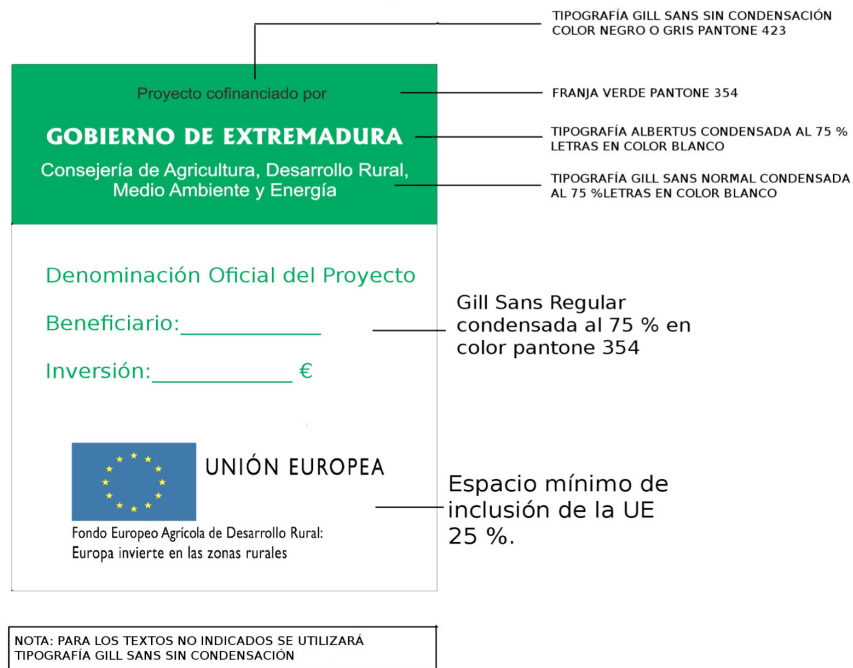 TIPOGRAFÍA GILL SANS SIN CONDENSACIÓN
COLOR NEGRO O GRIS PANTONE 423
Proyecto cofinanciado por
FRANJA VERDE PANTONE 354
GOBIERNO DE EXTREMADURA
TIPOGRAFÍA ALBERTUS CONDENSADA AL 75 %
LETRAS EN COLOR BLANCO
Consejería de Agricultura, Desarrollo Rural,
Medio Ambiente y Energía
TIPOGRAFÍA GILL SANS NORMAL CONDENSADA
AL 75 %LETRAS EN COLOR BLANCO
Denominación Oficial del Proyecto
Beneficiario:_____________
Inversión:_____________ €
Gill Sans Regular
condensada al 75 % en
color pantone 354
UNIÓN EUROPEA
Fondo Europeo Agrícola de Desarrollo Rural:
Europa invierte en las zonas rurales
Espacio mínimo de
inclusión de la UE
25 %.
NOTA: PARA LOS TEXTOS NO INDICADOS SE UTILIZARÁ
TIPOGRAFÍA GILL SANS SIN CONDENSACIÓN